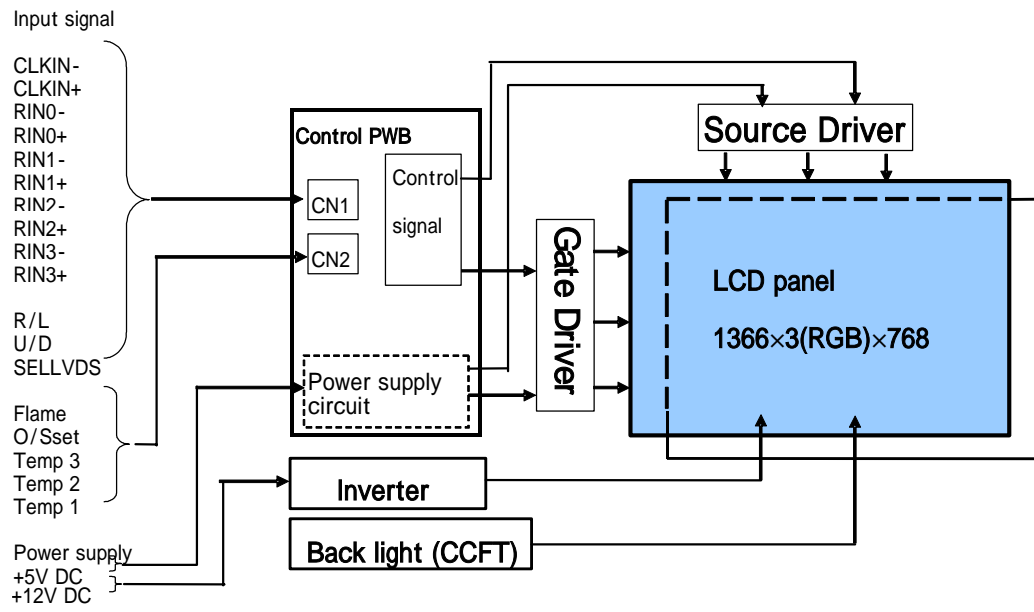 Input signal
CLKIN-
CLKIN+
RIN0-
RIN0+
RIN1-
RIN1+
RIN2-
RIN2+
RIN3-
RIN3+
R/L
U/D
SELLVDS
Flame
O/Sset
Temp 3
Temp 2
Temp 1
Power supply
+5V DC
+12V DC
Control PWB
CN1
CN2
Control
signal
Power supply
circuit
Inverter
Back light (CCFT)
Gate Driver
Source Driver
LCD panel
1366×3(RGB)×768